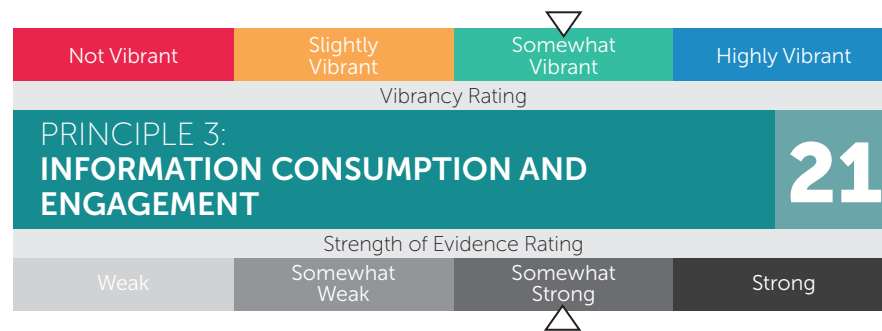 Not Vibrant
Slightly
Vibrant
Somewhat
Vibrant
Highly Vibrant
Vibrancy Rating
PRINCIPLE 3:
INFORMATION CONSUMPTION AND
ENGAGEMENT
21
Strength of Evidence Rating
Weak
Somewhat
Weak
Somewhat
Strong
Strong